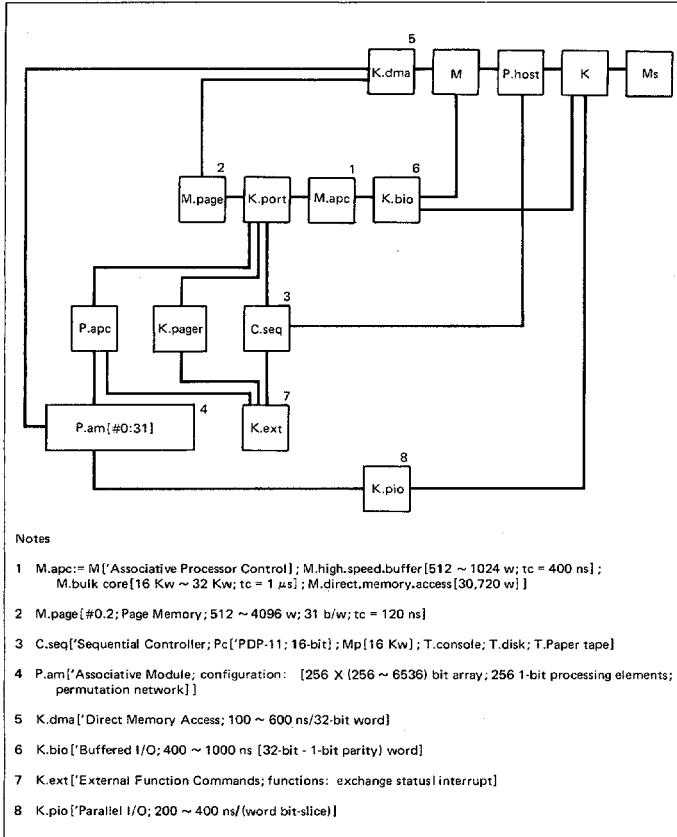 5
K.dma
M
P.host
K
Ms
2
1
6
M.page
K.port
M.apc
K.bio
3
P.apc
K.pager
C.seq
4
7
P.am[#0:31]
K.ext
8
K.pio
Notes
1 M.apc:= M['Associative Processor Control]; M.high.speed.buffer[512 ~ 1024 w; tc = 400 ns];
M.bulk core[16 Kw ~ 32 Kw; tc = 1 μs]; M.direct.memory.access[30,720 w]]
2 M.page[#0.2; Page Memory; 512 ~ 4096 w; 31 b/w; tc = 120 ns]
3 C.seq['Sequential Controller; Pc['PDP-11; 16-bit]; Mp[16 Kw]; T.console; T.disk; T.Paper tape]
4 P.am['Associative Module; configuration: [256 X (256 ~ 6536) bit array; 256 1-bit processing elements;
permutation network]]
5 K.dma['Direct Memory Access; 100 ~ 600 ns/32-bit word]
6 K.bio['Buffered I/O; 400 ~ 1000 ns [32-bit - 1-bit parity) word]
7 K.ext['External Function Commands; functions: exchange status| interrupt]
8 K.pio['Parallel I/O; 200 ~ 400 ns/(word bit-slice)]